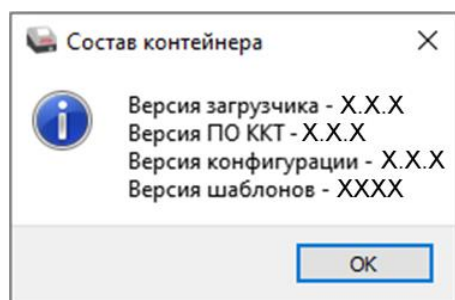 Состав контейнера
Версия загрузчика - X.X.X
Версия ПО ККТ - X.X.X
Версия конфигурации - X.X.X
Версия шаблонов - XXXX
OK